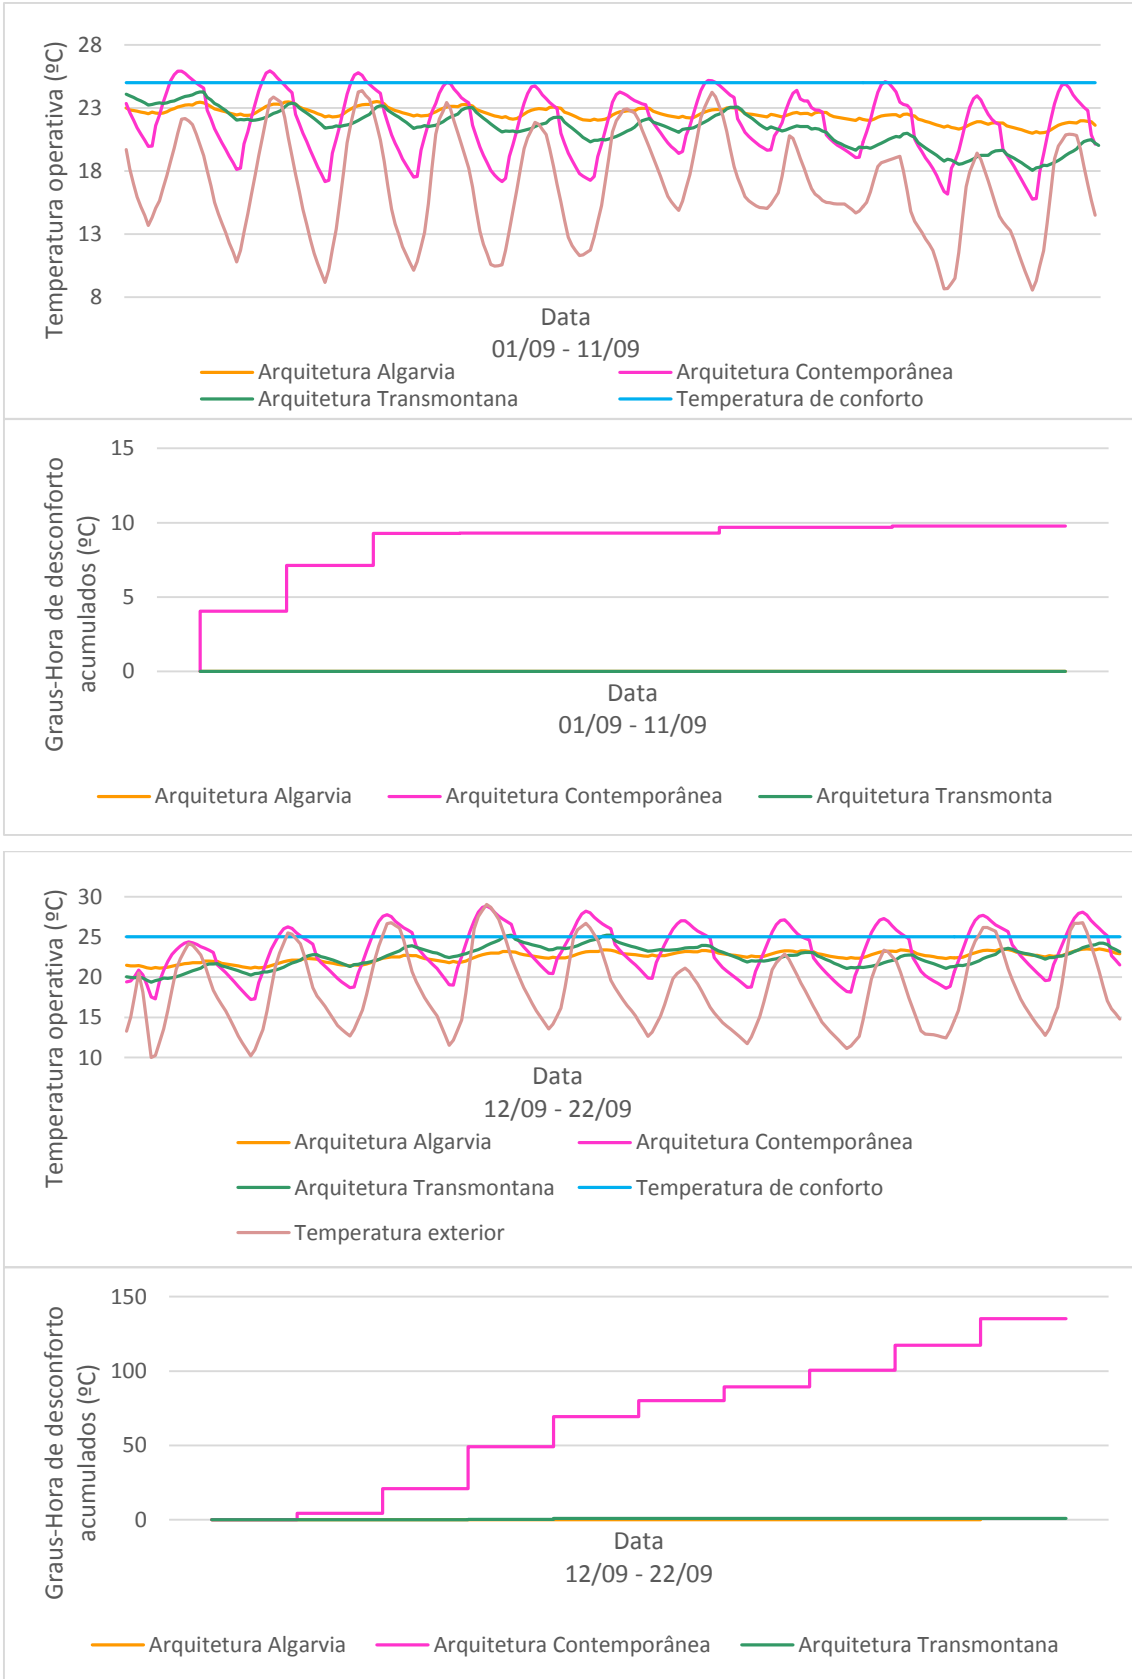 Temperatura operativa (ºC)
28
23
18
13
8
Data
01/09 - 11/09
Arquitetura Algarvia
Arquitetura Contemporânea
Arquitetura Transmontana
Temperatura de conforto
Graus-Hora de desconforto
acumulados (ºC)
15
10
5
0
Data
01/09 - 11/09
Arquitetura Algarvia
Arquitetura Contemporânea
Arquitetura Transmonta
Temperatura operativa (ºC)
30
25
20
15
10
Data
12/09 - 22/09
Arquitetura Algarvia
Arquitetura Contemporânea
Arquitetura Transmontana
Temperatura de conforto
Temperatura exterior
Graus-Hora de desconforto
acumulados (ºC)
150
100
50
0
Data
12/09 - 22/09
Arquitetura Algarvia
Arquitetura Contemporânea
Arquitetura Transmontana